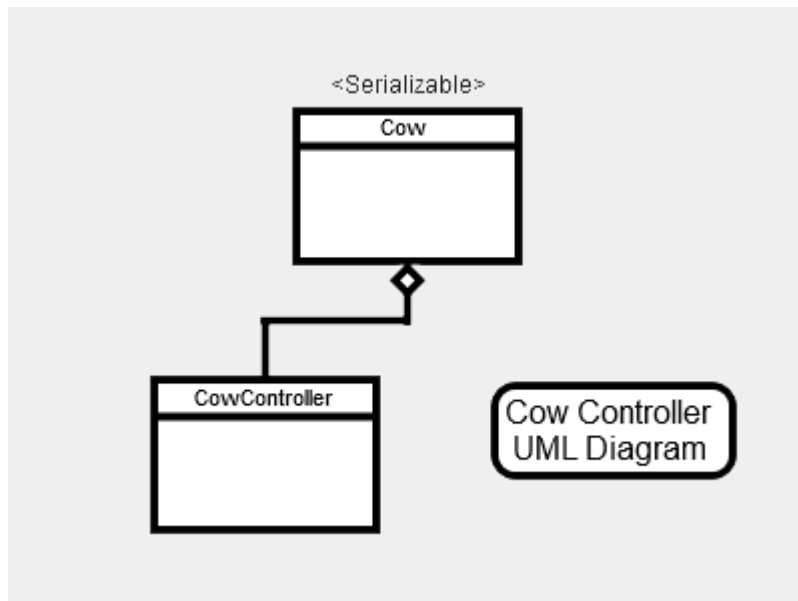 <Serializable>
Cow
CowController
Cow Controller
UML Diagram